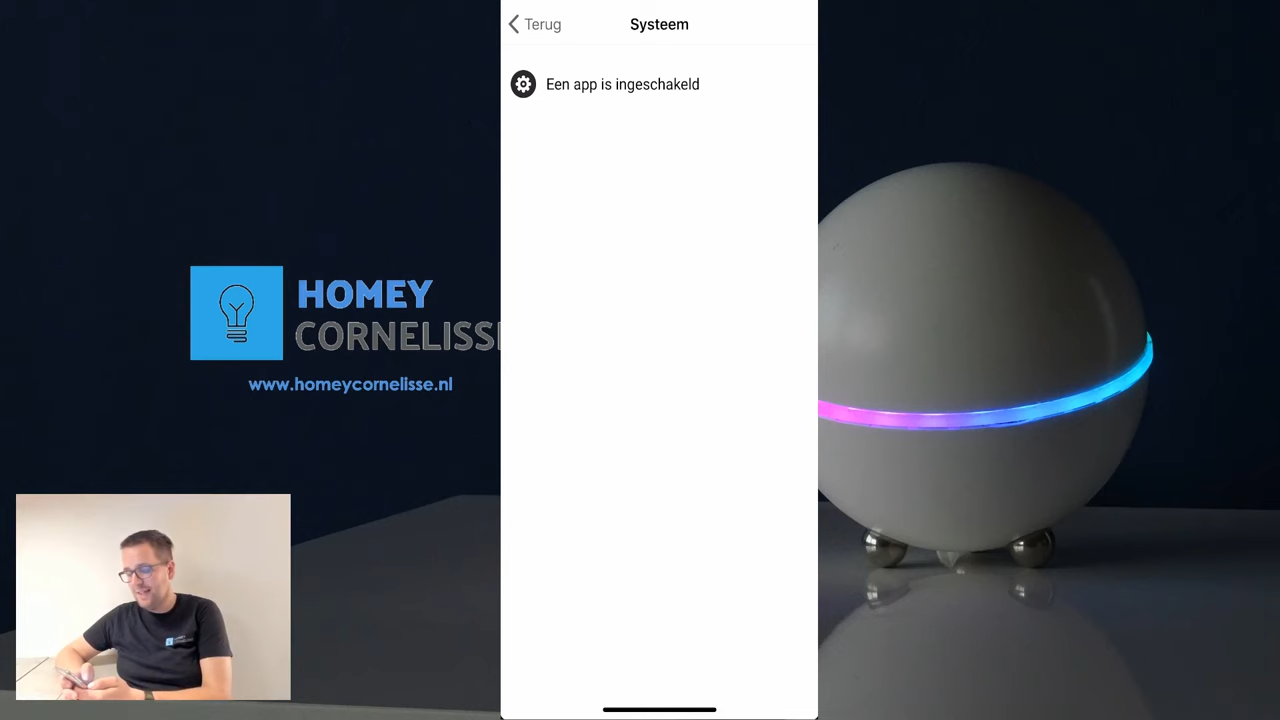 Terug
Systeem
Een app is ingeschakeld
HOMEY
CORNELISSE
www.homeycornelisse.nl